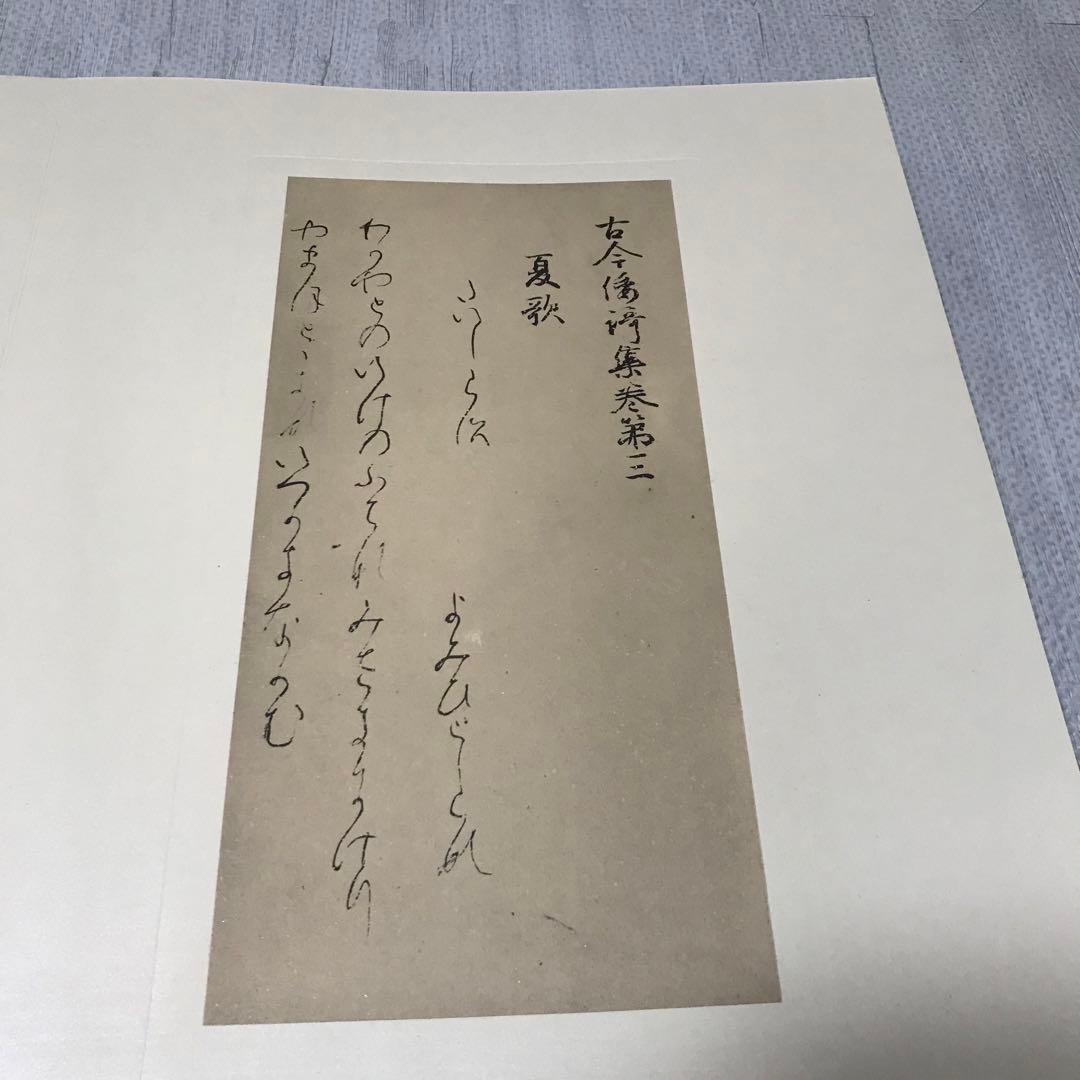 古今倭謌集巻第三
夏歌
たいしらす　よみひとしらす
わかやとのいけのふちなみさきにけり
やまほとゝきすいつかきなかむ